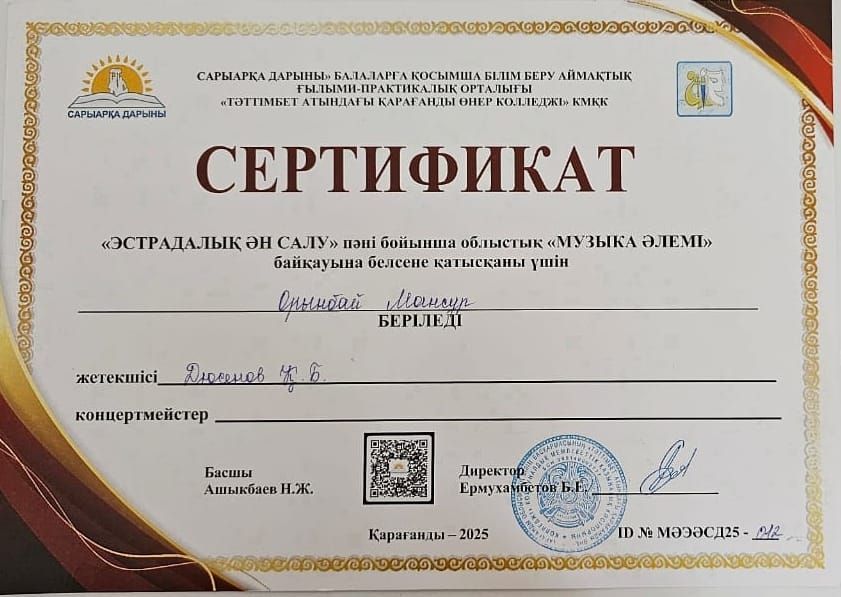 САРЫАРҚА ДАРЫНЫ» БАЛАЛАРҒА ҚОСЫМША БІЛІМ БЕРУ АЙМАҚТЫҚ
ҒЫЛЫМИ-ПРАКТИКАЛЫҚ ОРТАЛЫҒЫ
«ТӘТТІМБЕТ АТЫНДАҒЫ ҚАРАҒАНДЫ ӨНЕР КОЛЛЕДЖІ» КМҚК
САРЫАРҚА ДАРЫНЫ
СЕРТИФИКАТ
«ЭСТРАДАЛЫҚ ӘН САЛУ» пәні бойынша облыстық «МУЗЫКА ӘЛЕМІ»
байқауына белсене қатысқаны үшін
Орынбай Мансур
БЕРІЛЕДІ
жетекшісі Дюсенов Қ.Б.
концертмейстер
Басшы
Ашыкбаев Н.Ж.
Директор
Ермухамбетов Б.Г.
Қарағанды – 2025
ID № МӘЭӘСД25 - 012